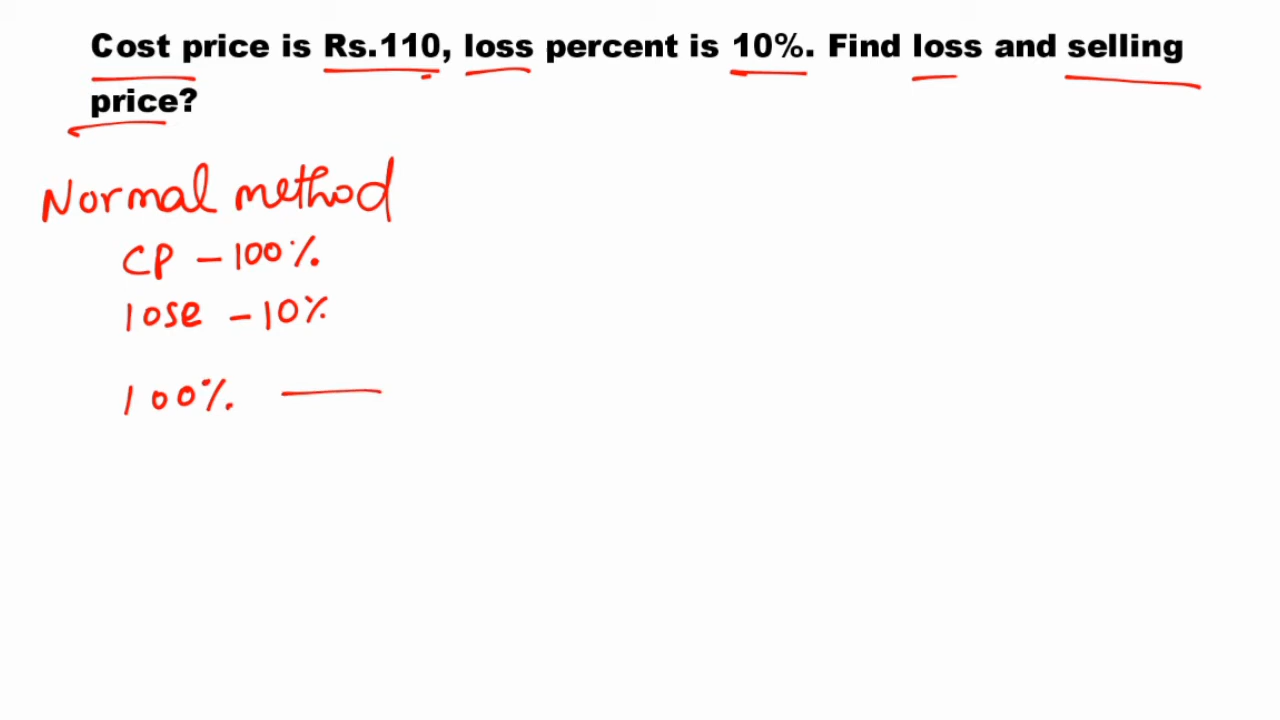 Cost price is Rs.110, loss percent is 10%. Find loss and selling
price?
Normal method
CP - 100%
lose - 10%
100% —